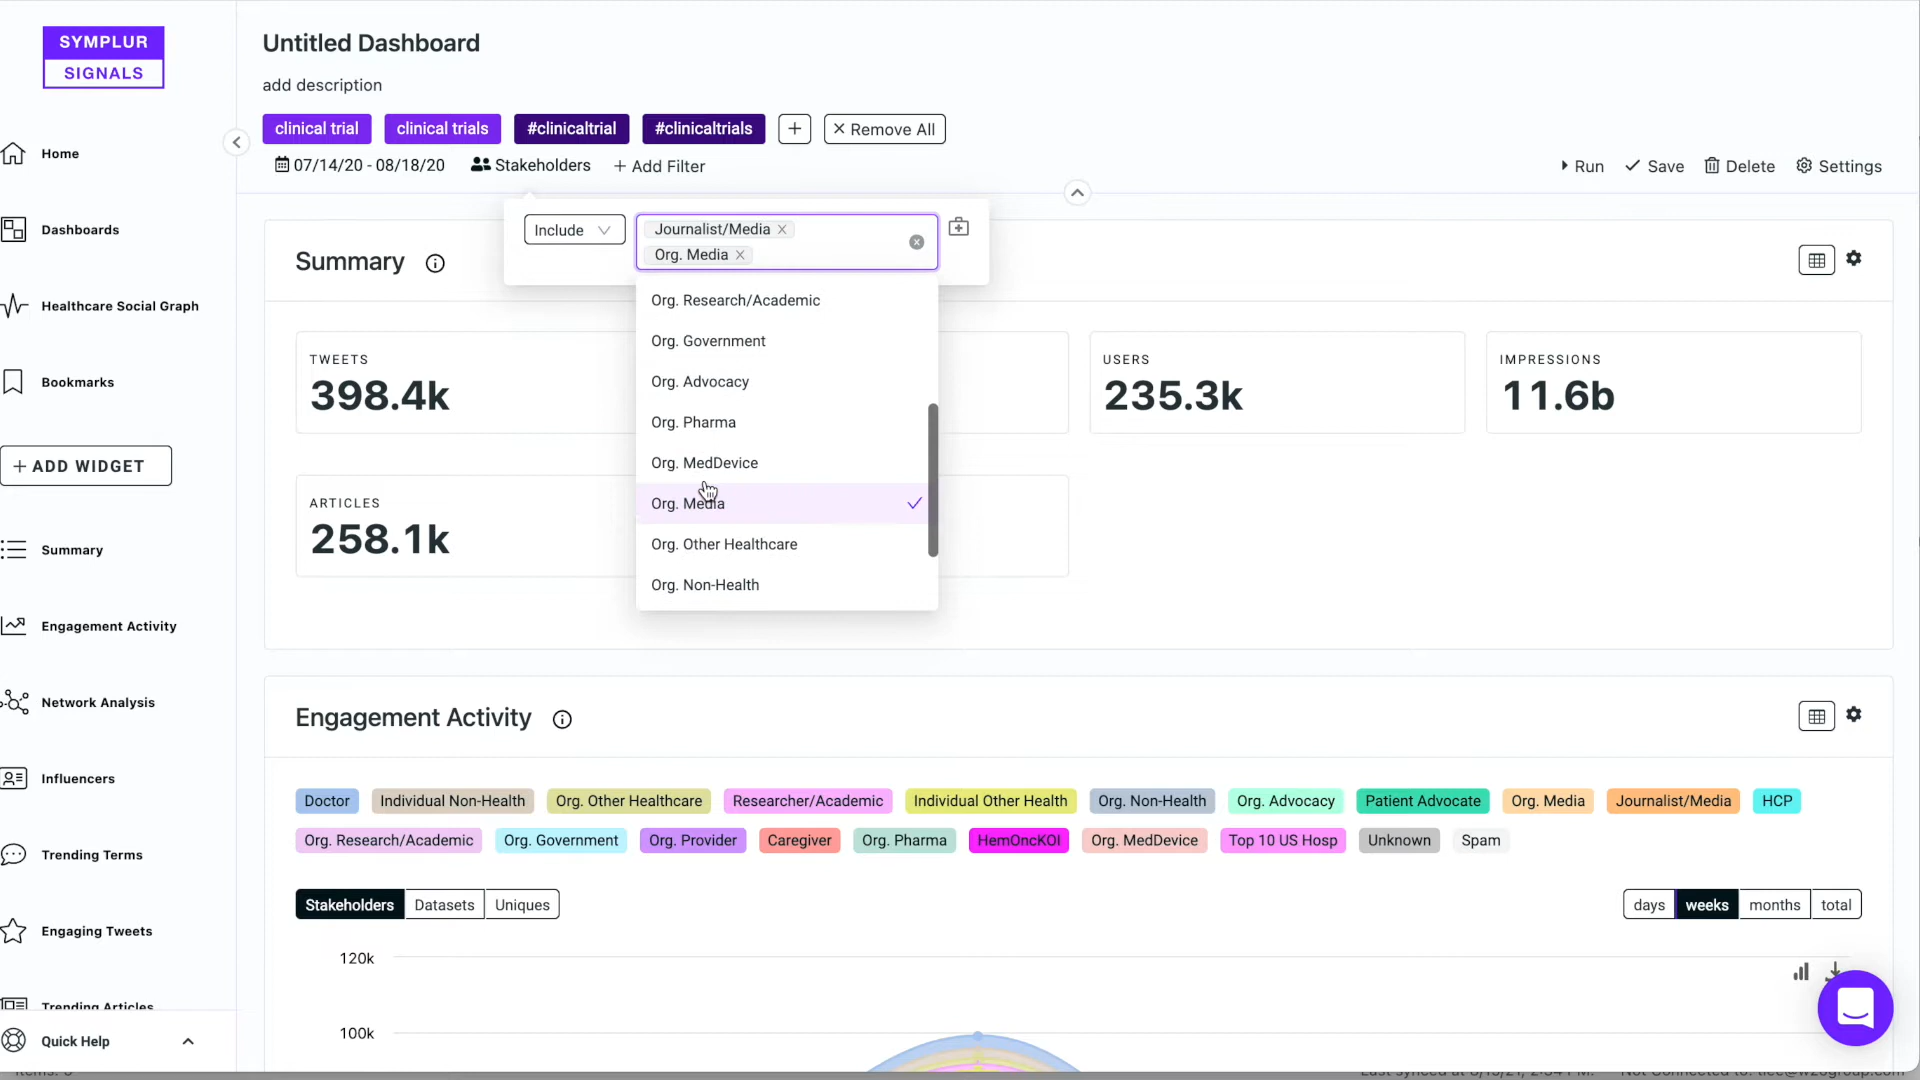 SYMPLUR
SIGNALS
Home
Dashboards
Healthcare Social Graph
Bookmarks
+ ADD WIDGET
Summary
Engagement Activity
Network Analysis
Influencers
Trending Terms
Engaging Tweets
Trending Articles
Quick Help
Untitled Dashboard
add description
clinical trial
clinical trials
#clinicaltrial
#clinicaltrials
+
× Remove All
07/14/20 - 08/18/20
Stakeholders
+ Add Filter
Run
Save
Delete
Settings
Include
Journalist/Media ×
Org. Media ×
Org. Research/Academic
Org. Government
Org. Advocacy
Org. Pharma
Org. MedDevice
Org. Media
Org. Other Healthcare
Org. Non-Health
Summary
TWEETS
398.4k
USERS
235.3k
IMPRESSIONS
11.6b
ARTICLES
258.1k
Engagement Activity
Doctor
Individual Non-Health
Org. Other Healthcare
Researcher/Academic
Individual Other Health
Org. Non-Health
Org. Advocacy
Patient Advocate
Org. Media
Journalist/Media
HCP
Org. Research/Academic
Org. Government
Org. Provider
Caregiver
Org. Pharma
HemOncKOl
Org. MedDevice
Top 10 US Hosp
Unknown
Spam
Stakeholders
Datasets
Uniques
days
weeks
months
total
120k
100k